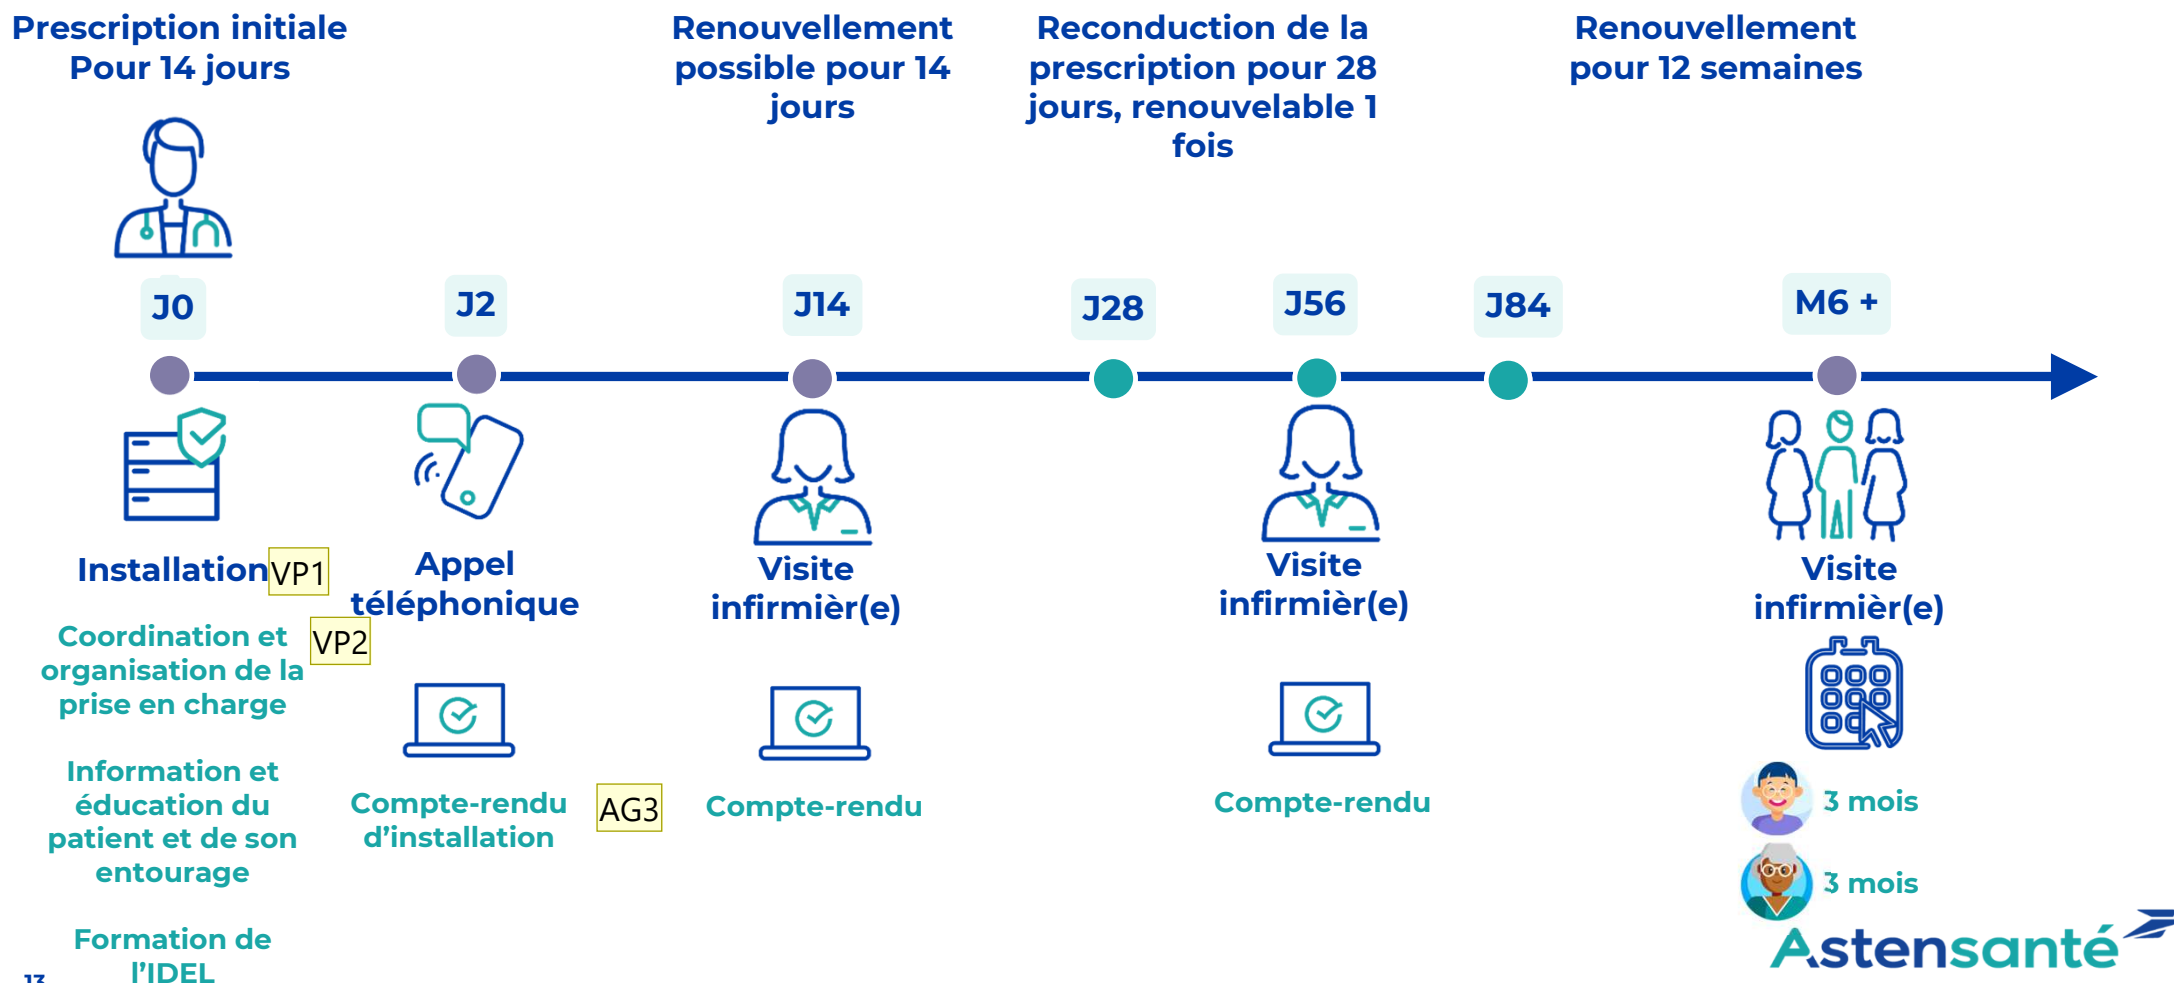 Prescription initiale
Pour 14 jours
Renouvellement
possible pour 14
jours
Reconduction de la
prescription pour 28
jours, renouvelable 1
fois
Renouvellement
pour 12 semaines
J0
J2
J14
J28
J56
J84
M6 +
Installation
VP1
Coordination et
organisation de la
prise en charge
VP2
Information et
éducation du
patient et de son
entourage
Formation de
l'IDEL
Appel
téléphonique
Compte-rendu
d'installation
AG3
Visite
infirmièr(e)
Compte-rendu
Visite
infirmièr(e)
Compte-rendu
Visite
infirmièr(e)
3 mois
3 mois
Astensanté
13